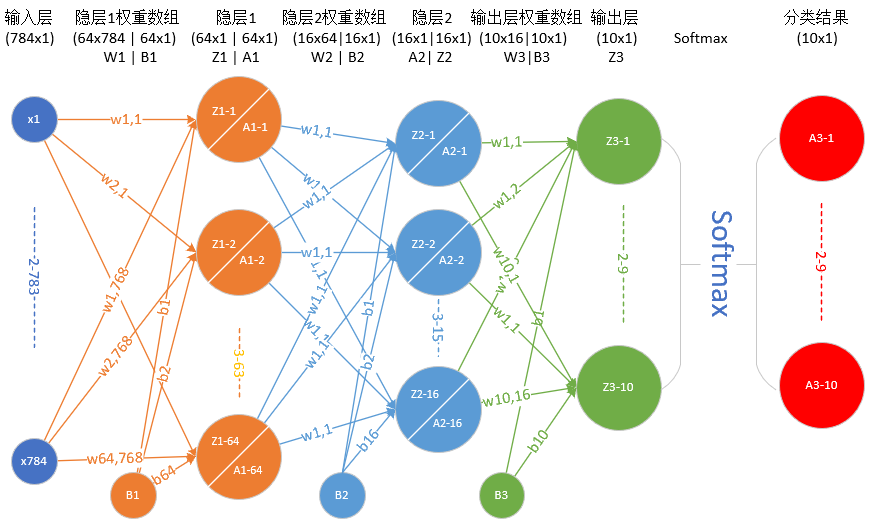 输入层
(784x1)
隐层1权重数组
(64x784 | 64x1)
W1 | B1
隐层1
(64x1 | 64x1)
Z1 | A1
隐层2权重数组
(16x64|16x1)
W2 | B2
隐层2
(16x1|16x1)
A2| Z2
输出层权重数组
(10x16|10x1)
W3|B3
输出层
(10x1)
Z3
Softmax
分类结果
(10x1)
x1
2-783
x784
w1,1
w2,1
w1,768
w2,768
w64,768
b1
b2
b64
B1
Z1-1
A1-1
Z1-2
A1-2
3-63
Z1-64
A1-64
w1,1
w1,1
w1,1
w1,1
w1,1
w1,1
w1,1
b1
b2
b16
B2
Z2-1
A2-1
Z2-2
A2-2
3-15
Z2-16
A2-16
w1,1
w1,2
w10,1
w1,1
w10,16
b1
b10
B3
Z3-1
2-9
Z3-10
Softmax
A3-1
2-9
A3-10